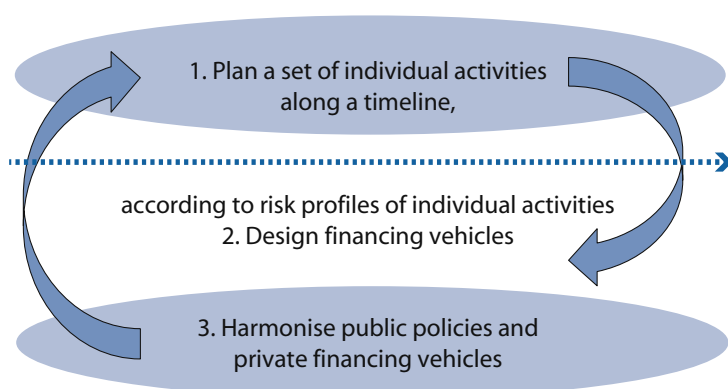 1. Plan a set of individual activities
along a timeline,
according to risk profiles of individual activities
2. Design financing vehicles
3. Harmonise public policies and
private financing vehicles